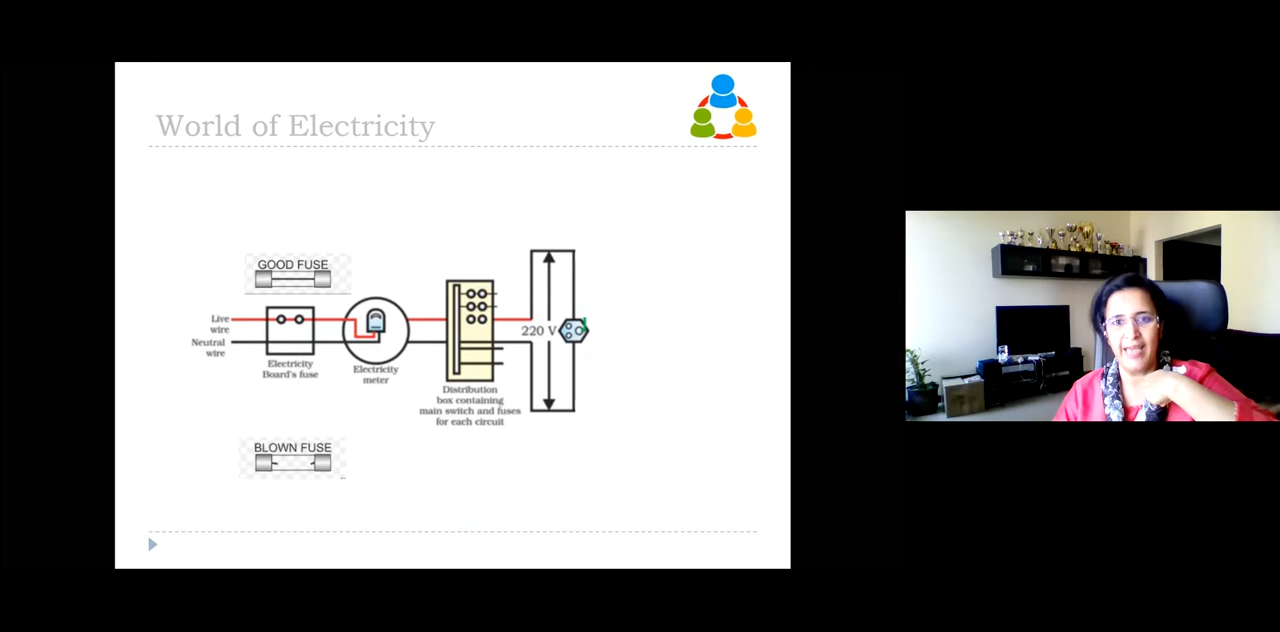 World of Electricity
GOOD FUSE
Live
wire
Neutral
wire
Electricity
Board's fuse
Electricity
meter
220 V
Distribution
box containing
main switch and fuses
for each circuit
BLOWN FUSE